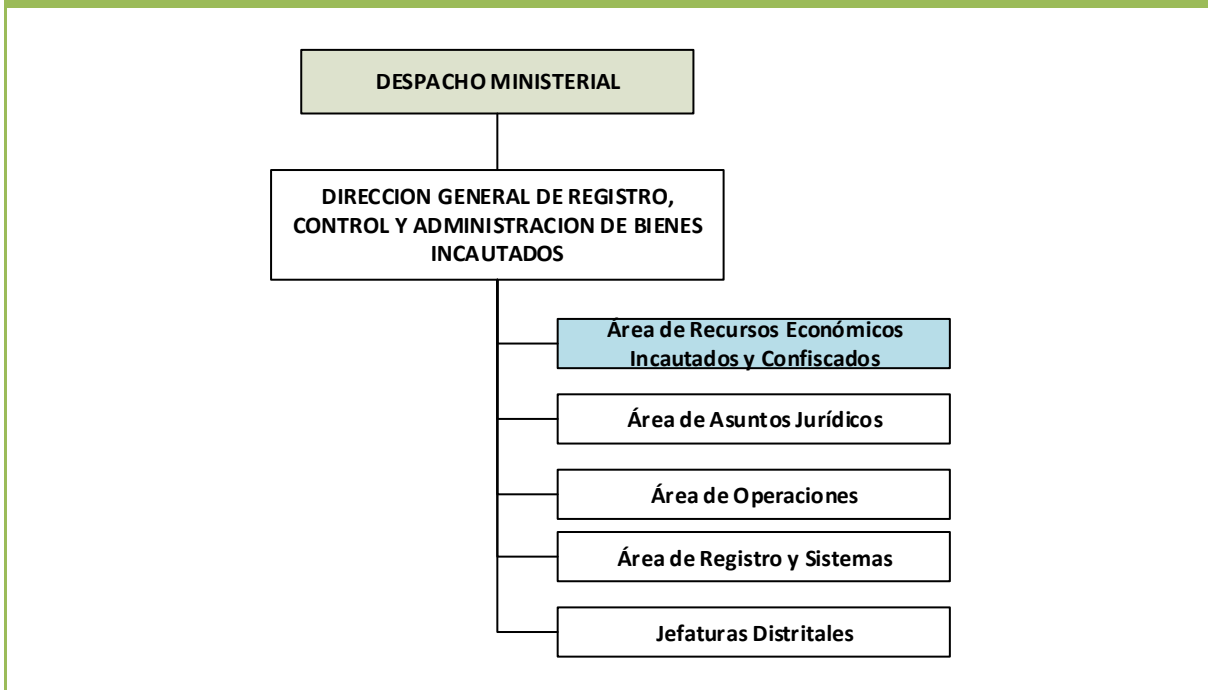 DESPACHO MINISTERIAL
DIRECCION GENERAL DE REGISTRO,
CONTROL Y ADMINISTRACION DE BIENES
INCAUTADOS
Área de Recursos Económicos
Incautados y Confiscados
Área de Asuntos Jurídicos
Área de Operaciones
Área de Registro y Sistemas
Jefaturas Distritales